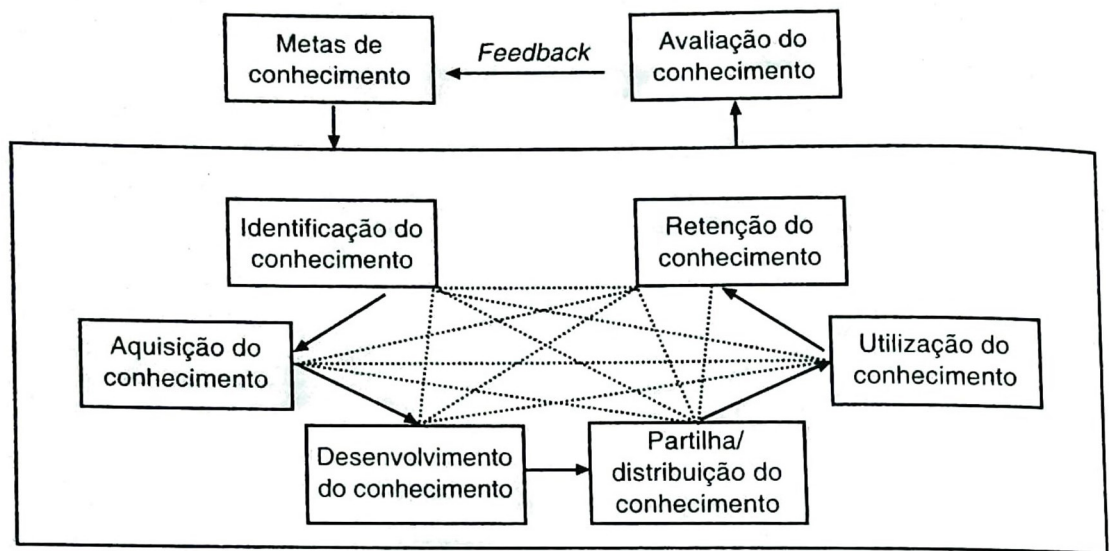 Metas de
conhecimento
Feedback
Avaliação do
conhecimento
Identificação do
conhecimento
Retenção do
conhecimento
Aquisição do
conhecimento
Utilização do
conhecimento
Desenvolvimento
do conhecimento
Partilha/
distribuição do
conhecimento